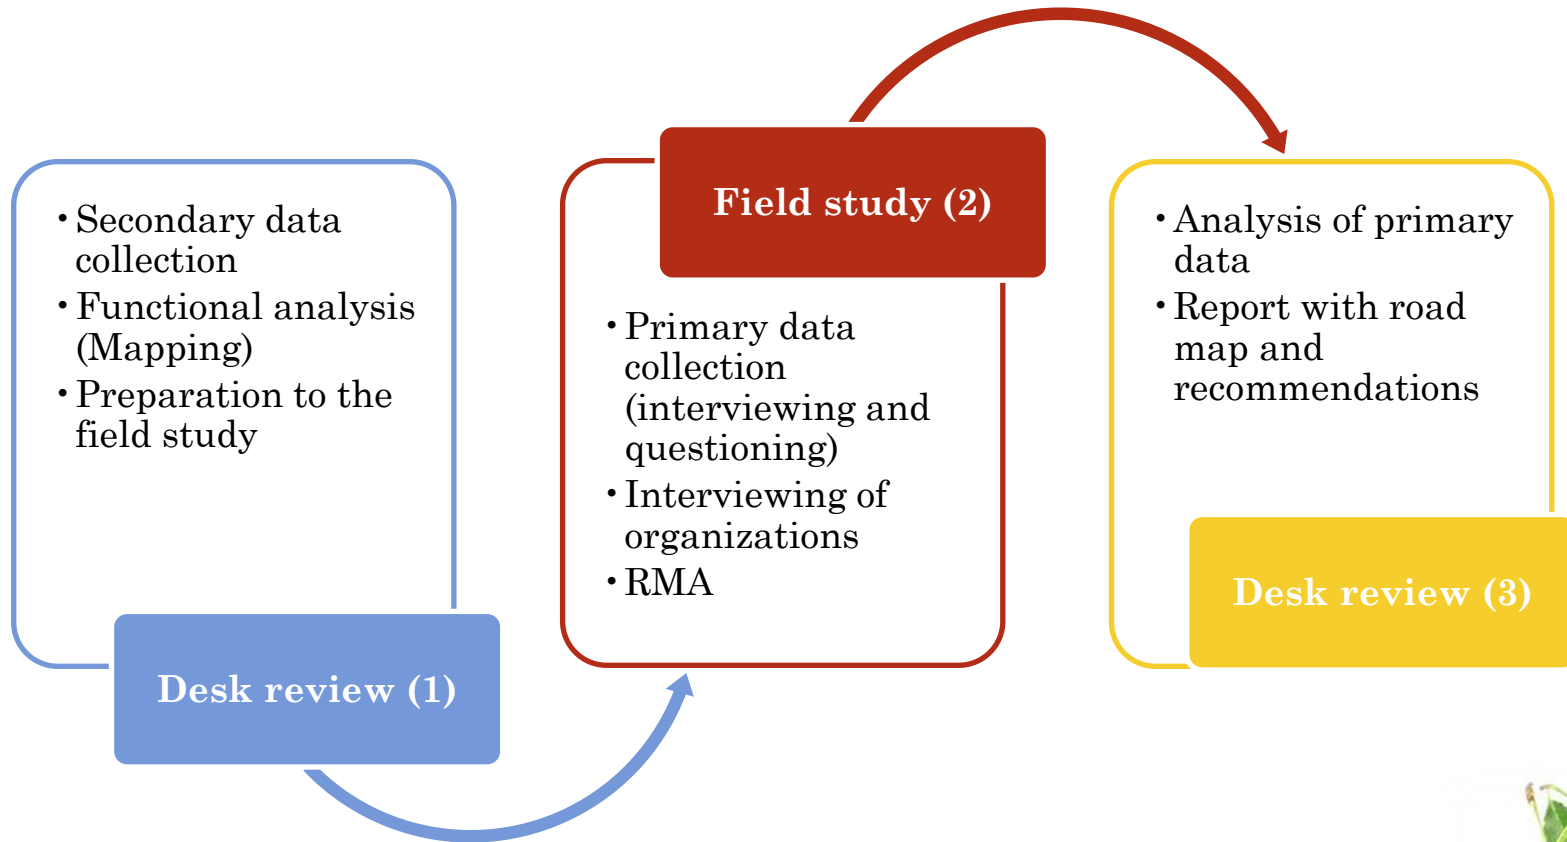 • Secondary data
collection
• Functional analysis
(Mapping)
• Preparation to the
field study
Desk review (1)
Field study (2)
• Primary data
collection
(interviewing and
questioning)
• Interviewing of
organizations
• RMA
• Analysis of primary
data
• Report with road
map and
recommendations
Desk review (3)